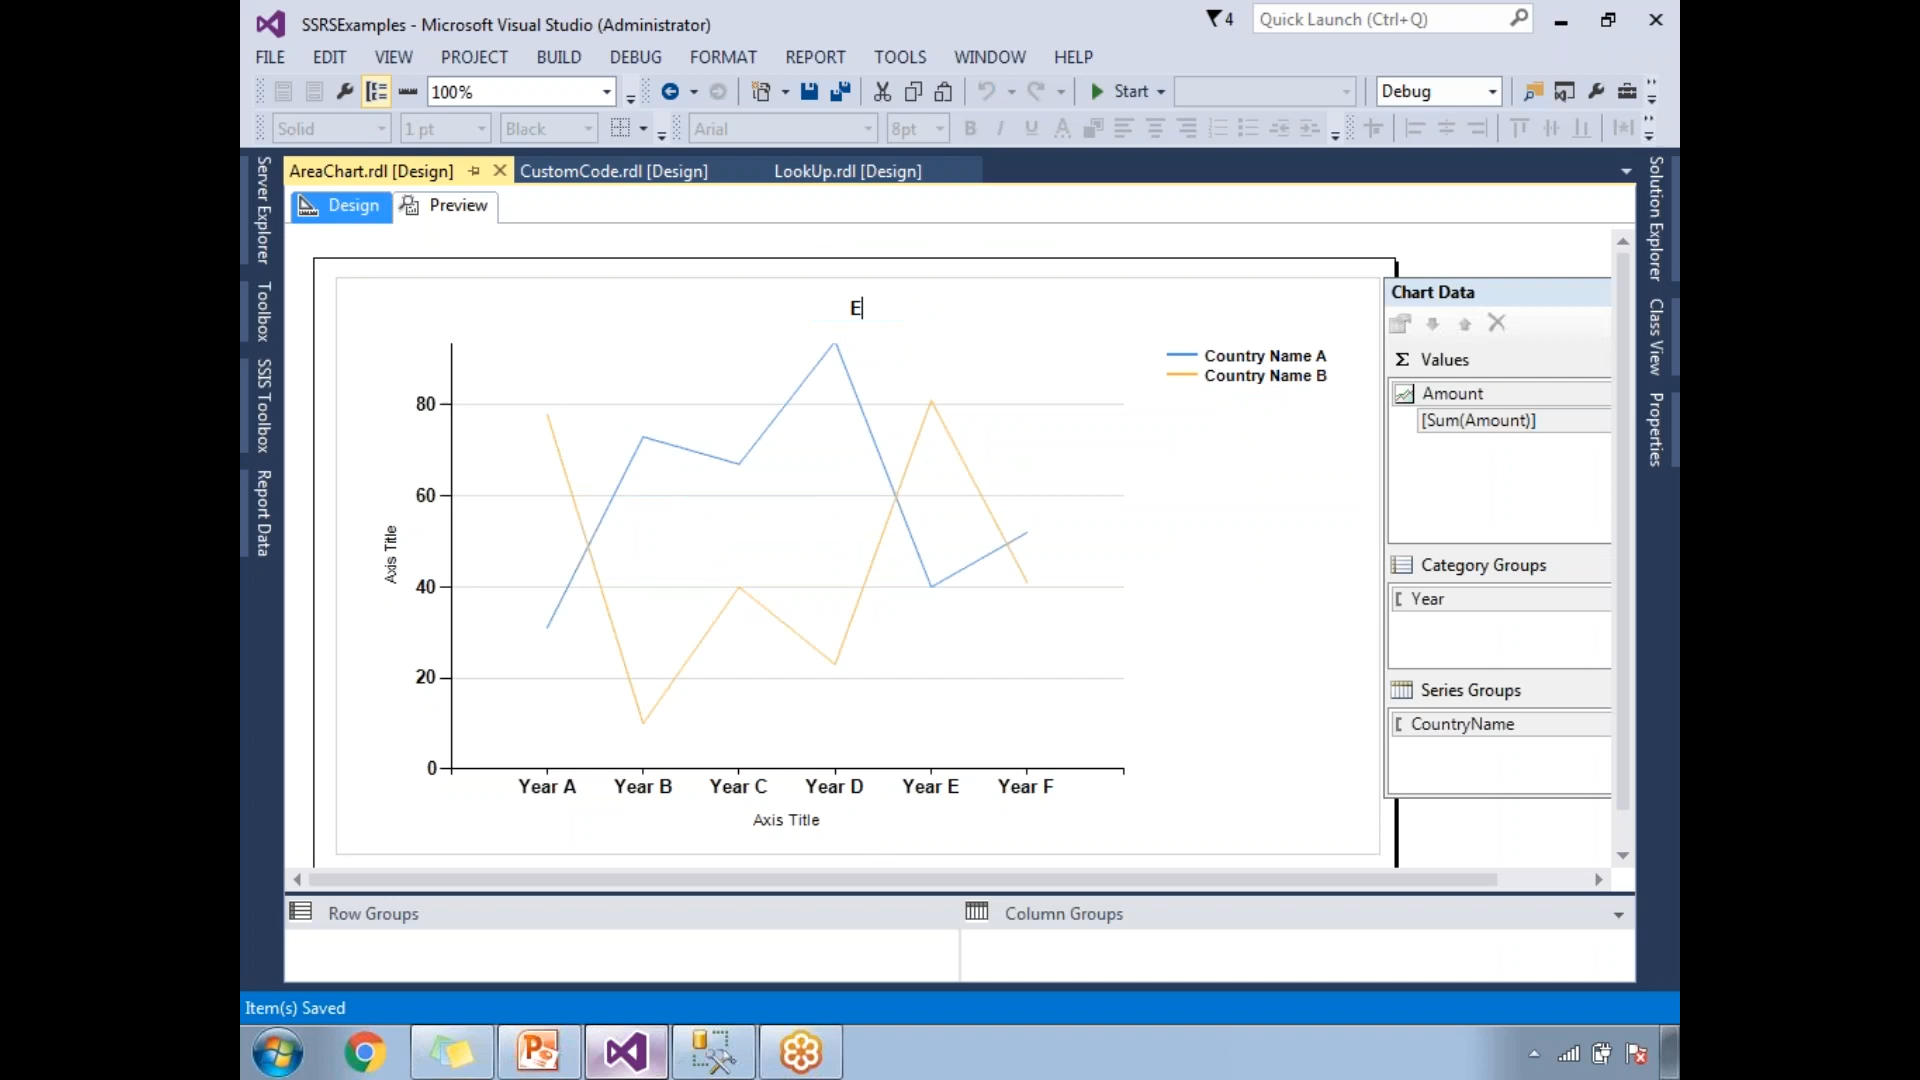 SSRSExamples - Microsoft Visual Studio (Administrator)
4
Quick Launch (Ctrl+Q)
FILE EDIT VIEW PROJECT BUILD DEBUG FORMAT REPORT TOOLS WINDOW HELP
100%
Start
Debug
Solid
1 pt
Black
Arial
8pt
B I U A
AreaChart.rdl [Design]
CustomCode.rdl [Design]
LookUp.rdl [Design]
Design
Preview
Server Explorer
Toolbox
SSIS Toolbox
Report Data
E
Country Name A
Country Name B
80
60
40
20
0
Axis Title
Year A Year B Year C Year D Year E Year F
Axis Title
Chart Data
Σ Values
Amount
[Sum(Amount)]
Category Groups
Year
Series Groups
CountryName
Solution Explorer
Class View
Properties
Row Groups
Column Groups
Item(s) Saved